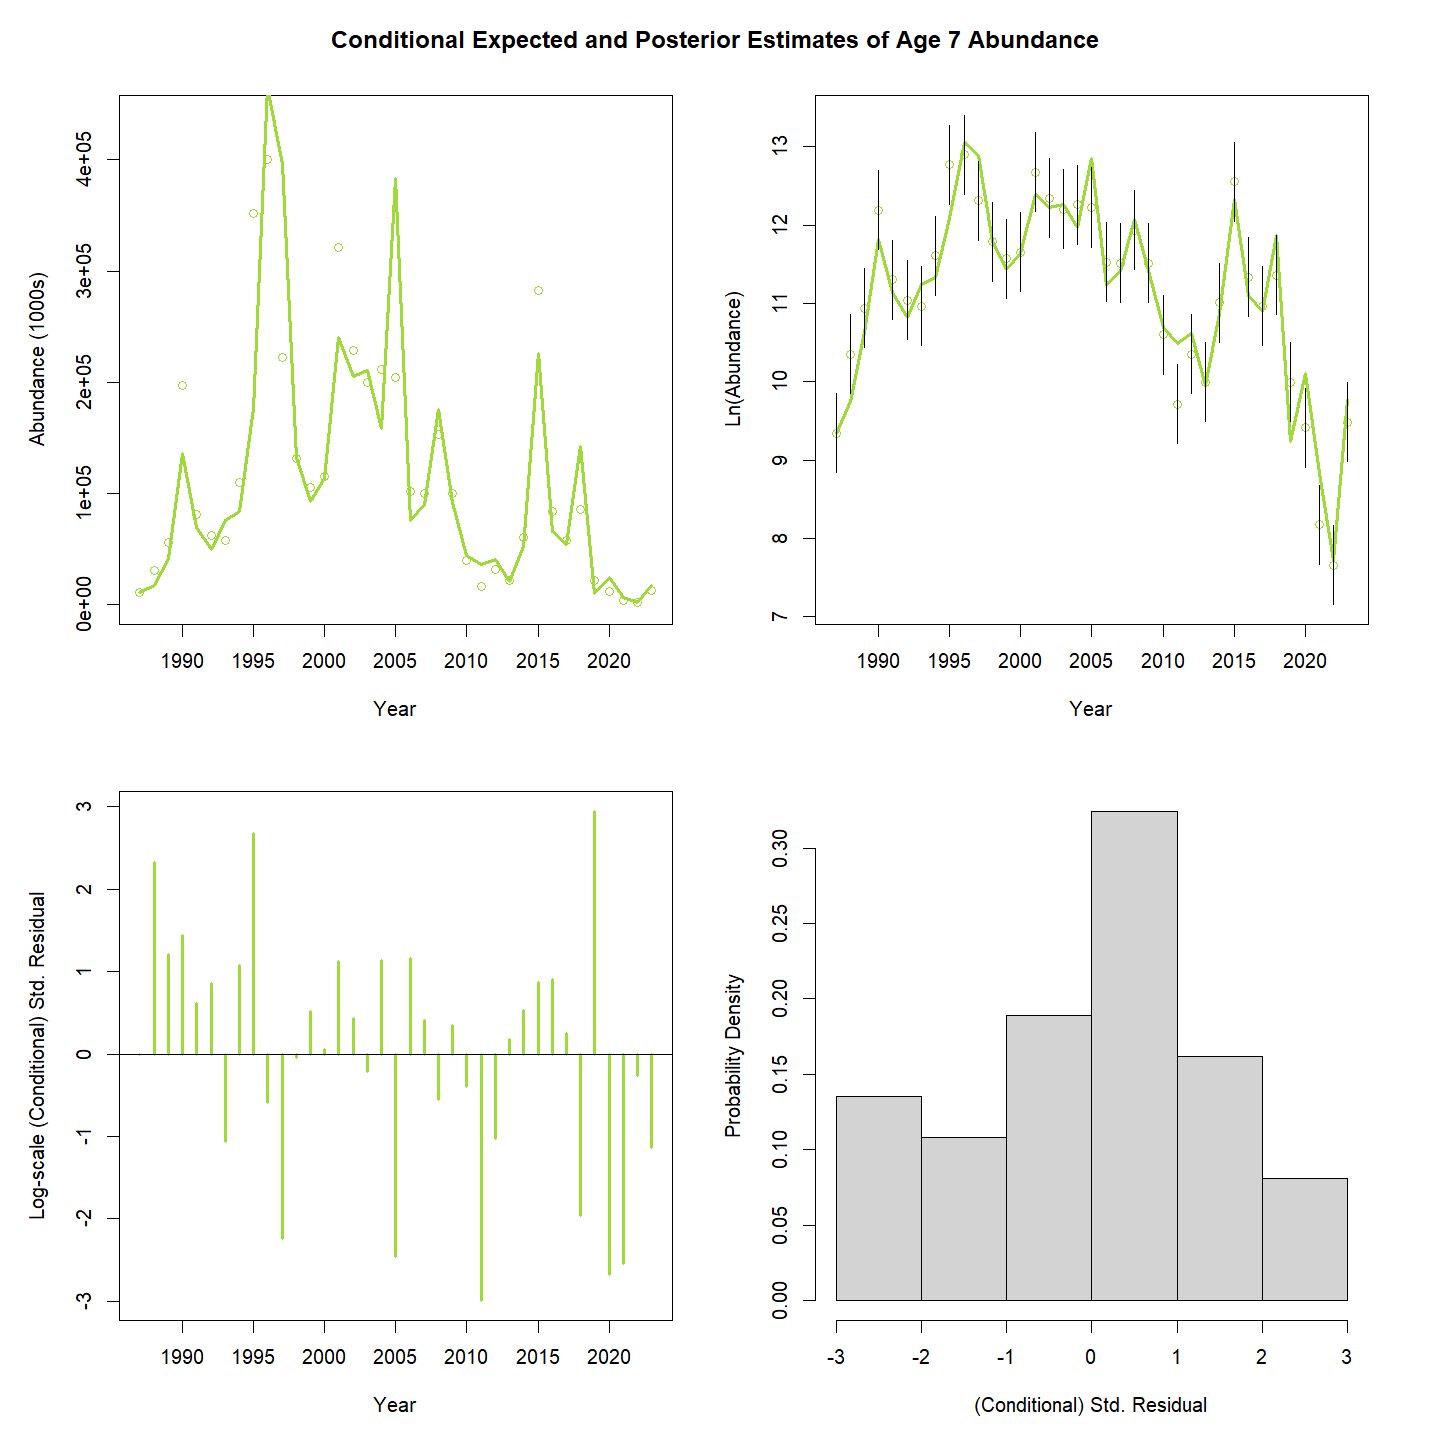 Conditional Expected and Posterior Estimates of Age 7 Abundance
Abundance (1000s)
4e+05
3e+05
2e+05
1e+05
0e+00
1990 1995 2000 2005 2010 2015 2020
Year
Ln(Abundance)
13
12
11
10
9
8
7
1990 1995 2000 2005 2010 2015 2020
Year
Log-scale (Conditional) Std. Residual
3
2
1
0
-1
-2
-3
1990 1995 2000 2005 2010 2015 2020
Year
Probability Density
0.30
0.25
0.20
0.15
0.10
0.05
0.00
-3 -2 -1 0 1 2 3
(Conditional) Std. Residual